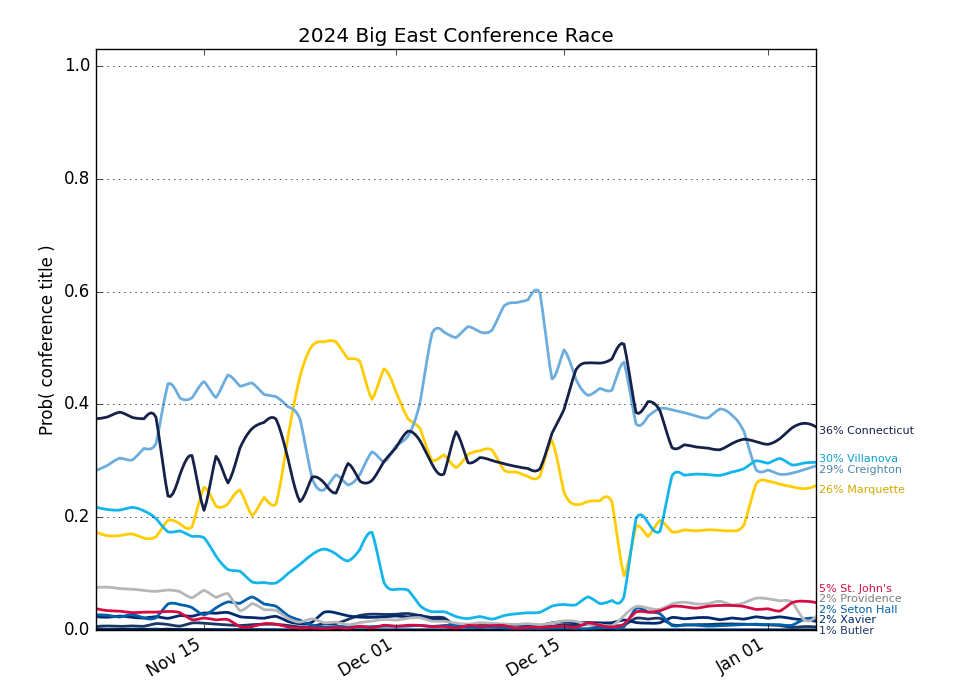 2024 Big East Conference Race
1.0
0.8
0.6
0.4
0.2
0.0
Prob( conference title )
36% Connecticut
30% Villanova
29% Creighton
26% Marquette
5% St. John's
2% Providence
2% Seton Hall
2% Xavier
1% Butler
Nov 15
Dec 01
Dec 15
Jan 01